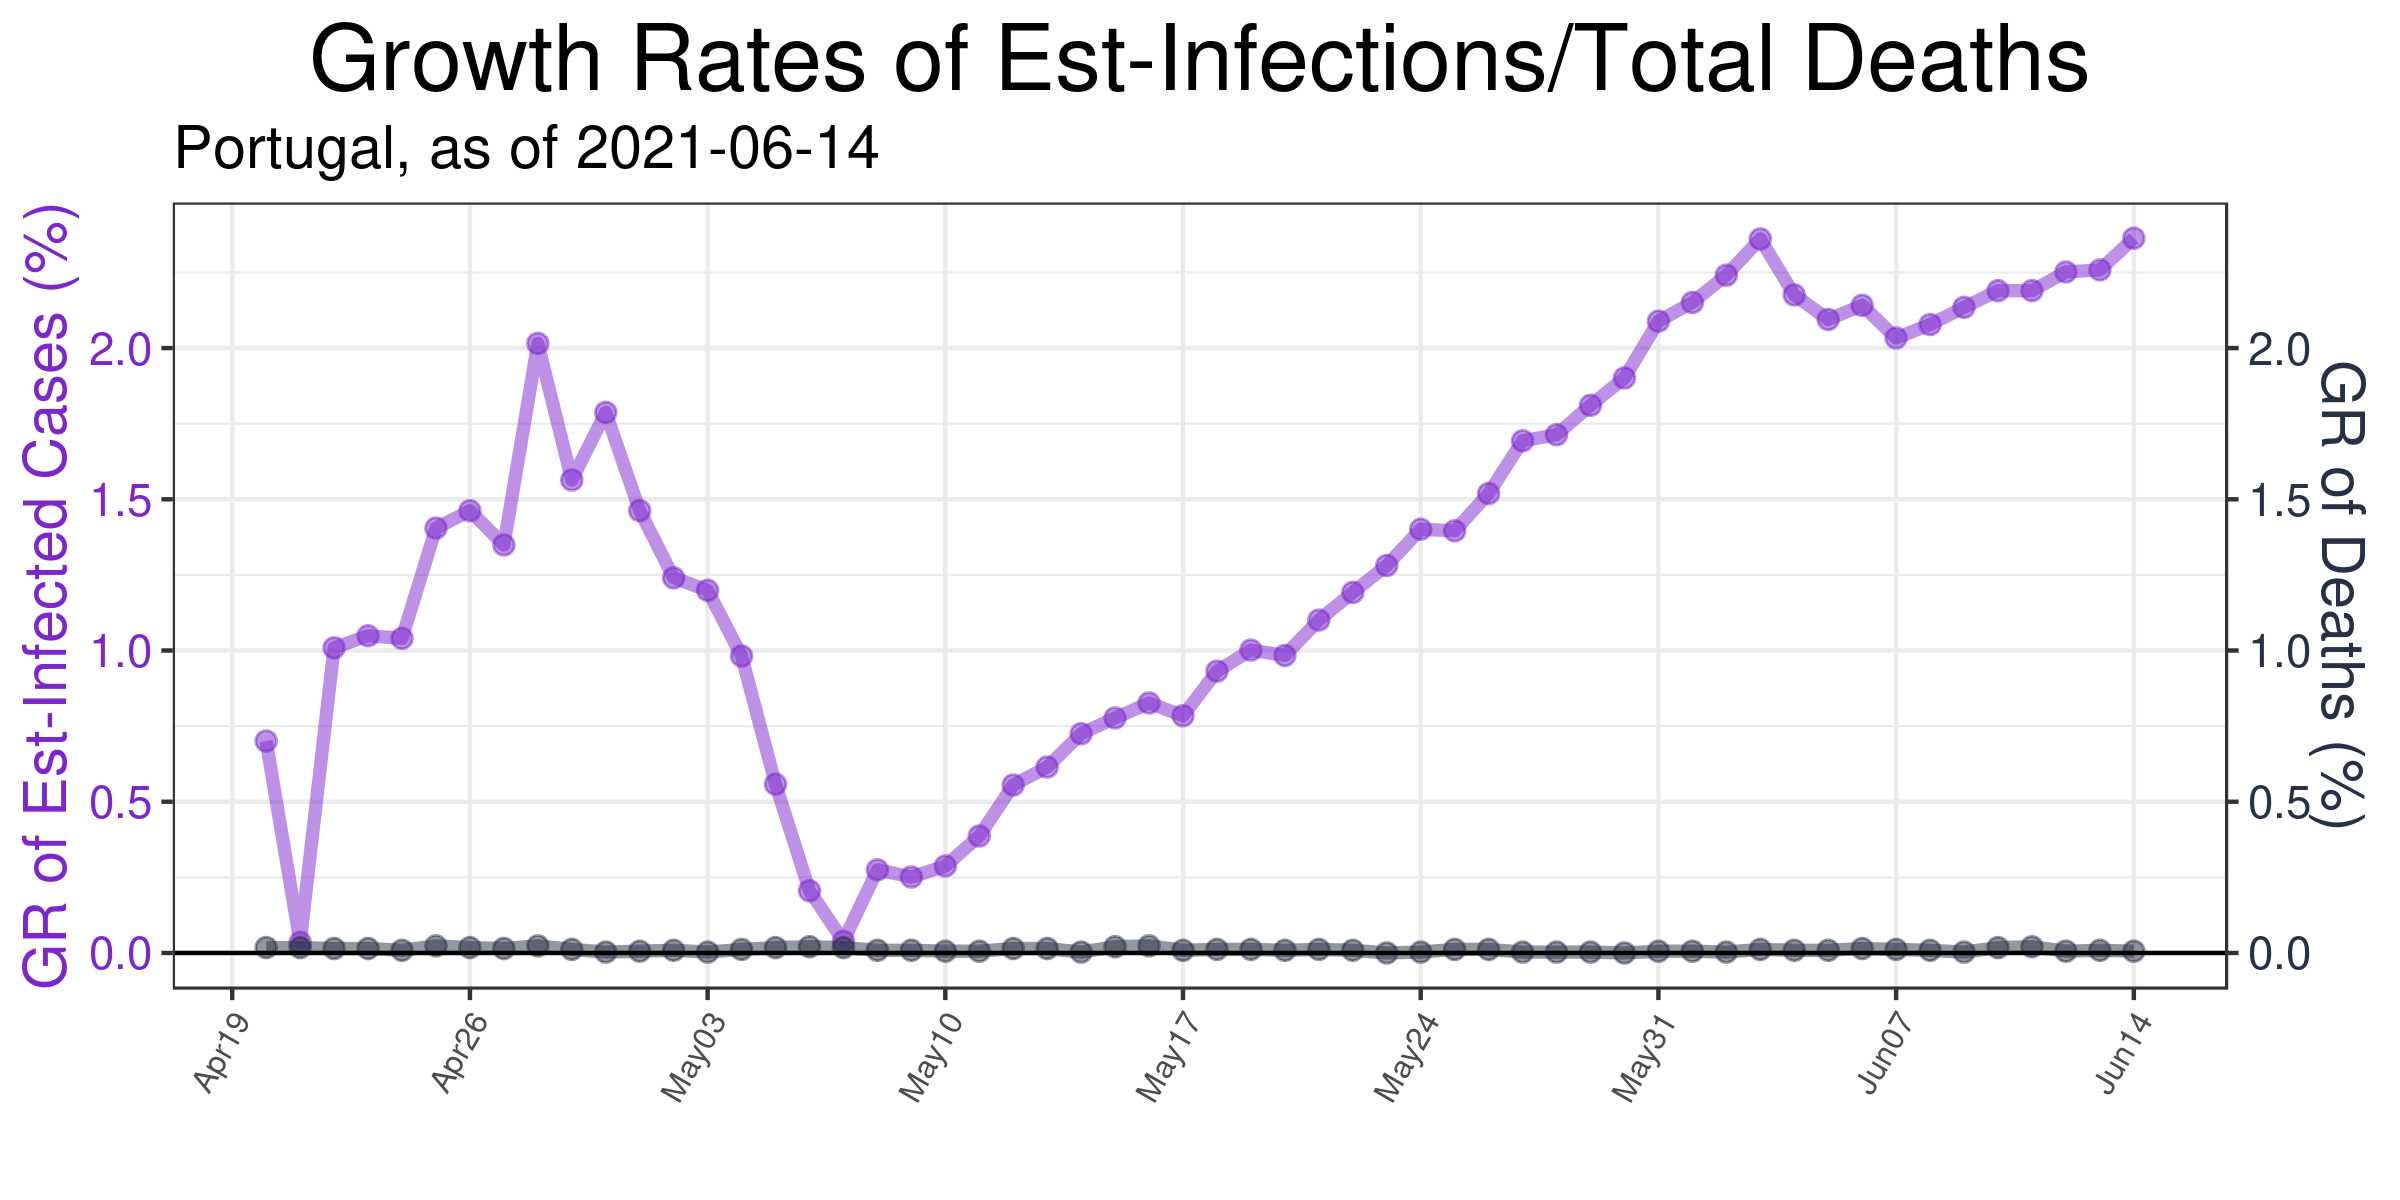 Growth Rates of Est-Infections/Total Deaths
Portugal, as of 2021-06-14
GR of Est-Infected Cases (%)
2.0
1.5
1.0
0.5
0.0
2.0
1.5
1.0
0.5
0.0
GR of Deaths (%)
Apr19
Apr26
May03
May10
May17
May24
May31
Jun07
Jun14